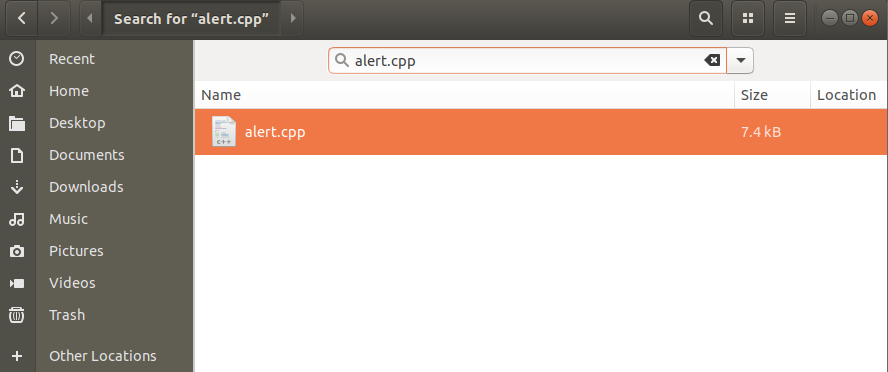 Search for “alert.cpp”
alert.cpp
Recent
Home
Desktop
Documents
Downloads
Music
Pictures
Videos
Trash
Other Locations
Name Size Location
c++ alert.cpp 7.4 kB